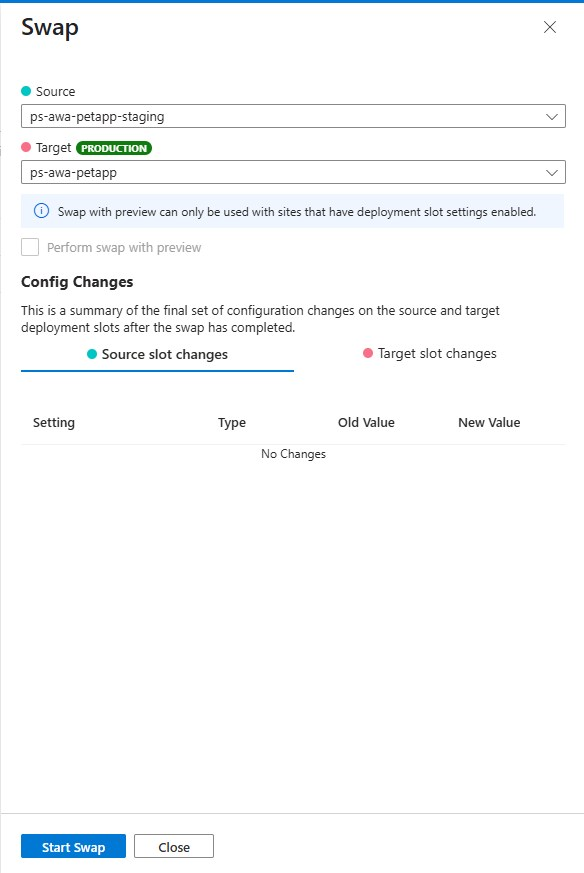 Swap
Source
ps-awa-petapp-staging
Target PRODUCTION
ps-awa-petapp
Swap with preview can only be used with sites that have deployment slot settings enabled.
Perform swap with preview
Config Changes
This is a summary of the final set of configuration changes on the source and target
deployment slots after the swap has completed.
Source slot changes Target slot changes
Setting Type Old Value New Value
No Changes
Start Swap Close